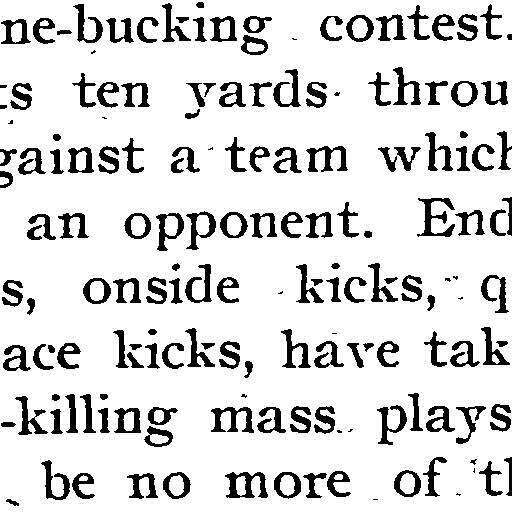 ne-bucking contest.
ts ten yards throu
gainst a team which
an opponent. End
s, onside kicks, q
ace kicks, have tak
-killing mass plays
be no more of th